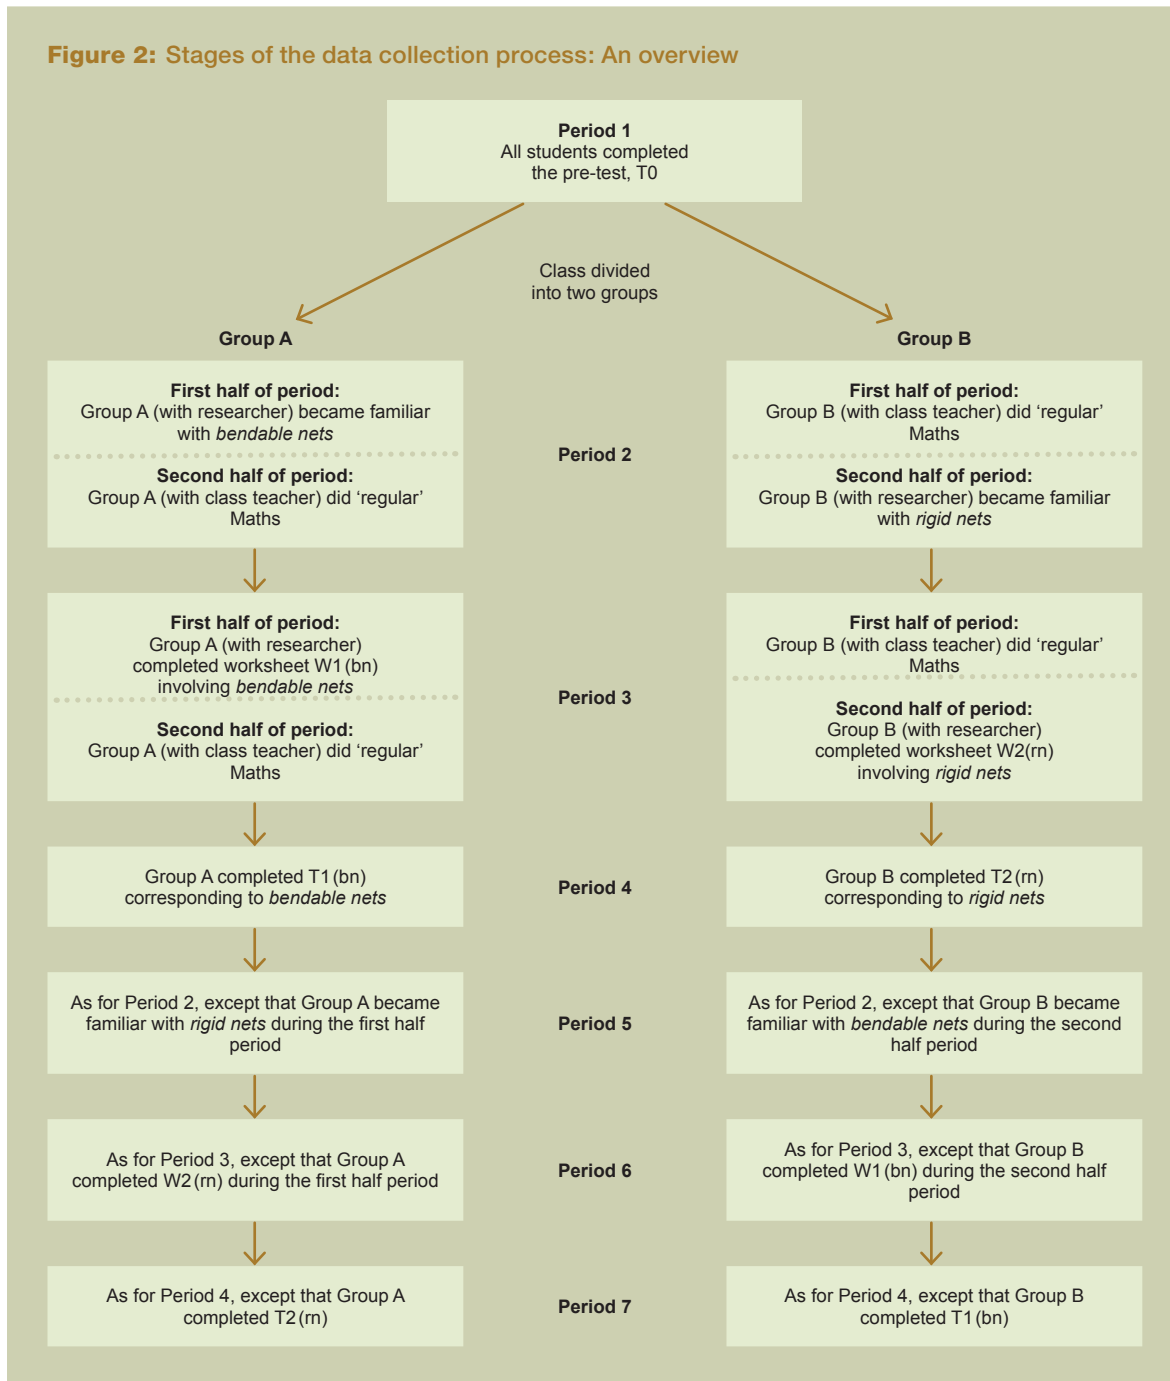 Figure 2: Stages of the data collection process: An overview
Period 1
All students completed
the pre-test, T0
Class divided
into two groups
Group A
Group B
First half of period:
Group A (with researcher) became familiar
with bendable nets
Second half of period:
Group A (with class teacher) did ‘regular’
Maths
Period 2
First half of period:
Group B (with class teacher) did ‘regular’
Maths
Second half of period:
Group B (with researcher) became familiar
with rigid nets
First half of period:
Group A (with researcher)
completed worksheet W1(bn)
involving bendable nets
Second half of period:
Group A (with class teacher) did ‘regular’
Maths
Period 3
First half of period:
Group B (with class teacher) did ‘regular’
Maths
Second half of period:
Group B (with researcher)
completed worksheet W2(rn)
involving rigid nets
Group A completed T1(bn)
corresponding to bendable nets
Period 4
Group B completed T2(rn)
corresponding to rigid nets
As for Period 2, except that Group A became
familiar with rigid nets during the first half
period
Period 5
As for Period 2, except that Group B became
familiar with bendable nets during the second
half period
As for Period 3, except that Group A
completed W2(rn) during the first half period
Period 6
As for Period 3, except that Group B
completed W1(bn) during the second half
period
As for Period 4, except that Group A
completed T2(rn)
Period 7
As for Period 4, except that Group B
completed T1(bn)